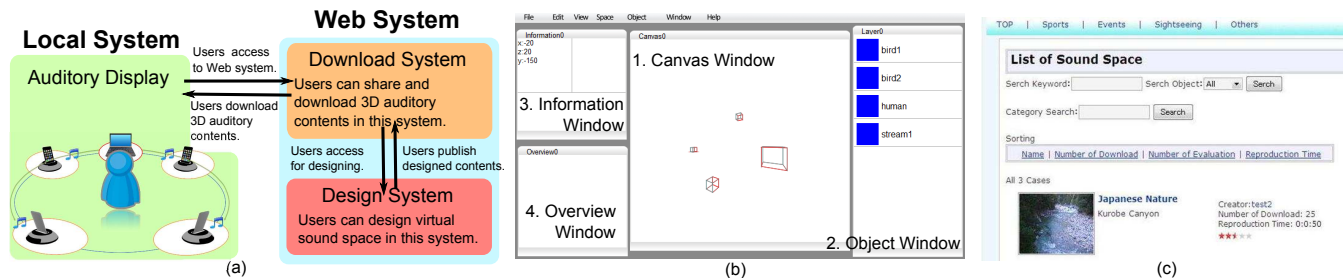 Local System
Auditory Display
Users access
to Web system.
Users download
3D auditory
contents.
(a)
Web System
Download System
Users can share and
download 3D auditory
contents in this system.
Users access
for designing.
Users publish
designed contents.
Design System
Users can design virtual
sound space in this system.
File Edit View Space Object Window Help
Information0
x:-20
z:20
y:-150
3. Information
Window
Overview0
4. Overview
Window
Canvas0
1. Canvas Window
Layer0
bird1
bird2
human
stream1
2. Object Window
(b)
TOP | Sports | Events | Sightseeing | Others
List of Sound Space
Serch Keyword: Serch Object: All Serch
Category Search: Search
Sorting
Name | Number of Download | Number of Evaluation | Reproduction Time
All 3 Cases
Japanese Nature
Kurobe Canyon
Creator:test2
Number of Download: 25
Reproduction Time: 0:0:50
(c)